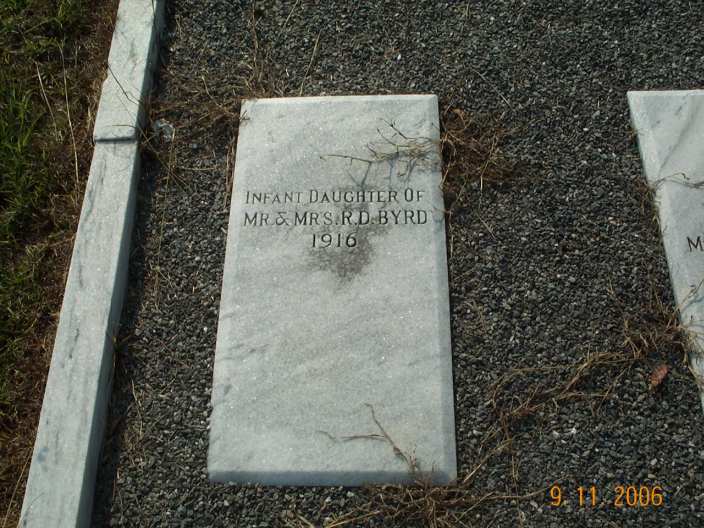 INFANT DAUGHTER OF
MR. & MRS. R.D. BYRD
1916
M
9.11.2006